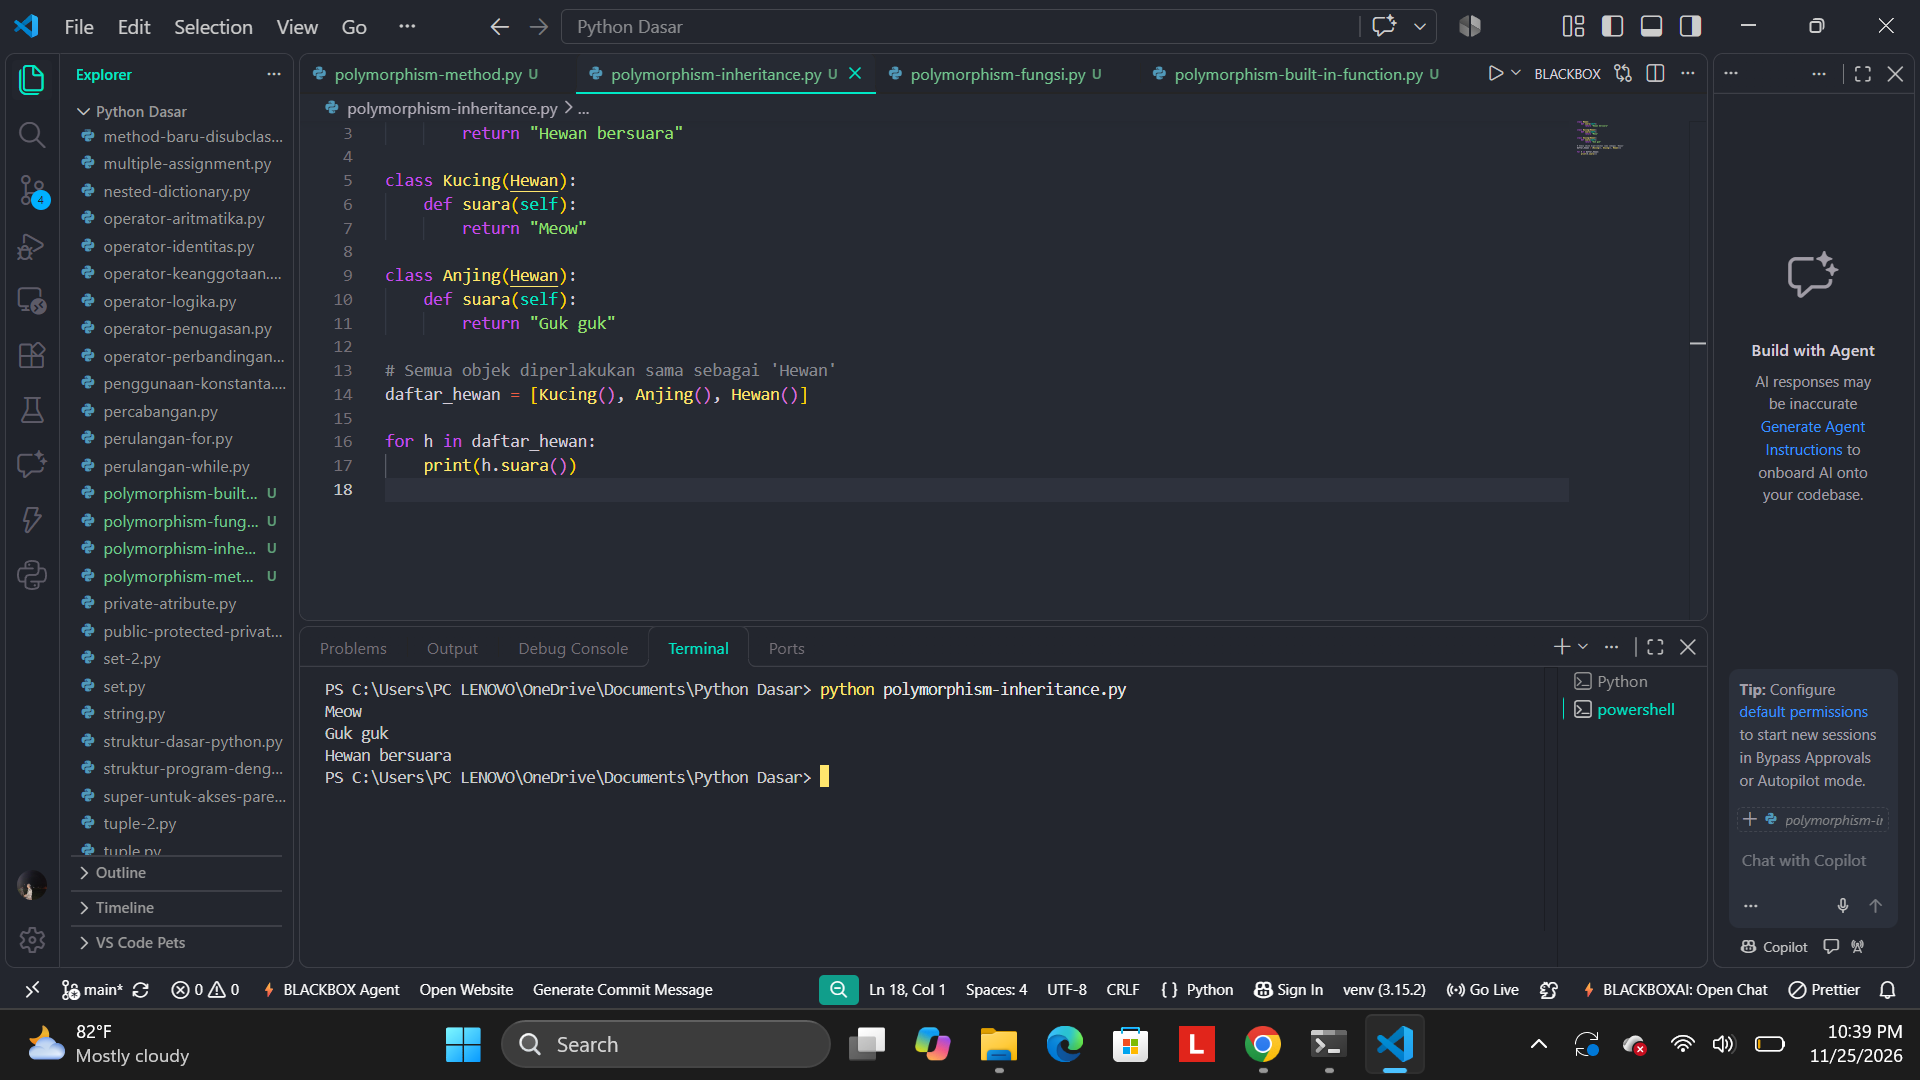 File Edit Selection View Go
Python Dasar
Explorer
Python Dasar
method-baru-disubclas...
multiple-assignment.py
nested-dictionary.py
operator-aritmatika.py
operator-identitas.py
operator-keanggotaan....
operator-logika.py
operator-penugasan.py
operator-perbandingan...
penggunaan-konstanta....
percabangan.py
perulangan-for.py
perulangan-while.py
polymorphism-built... U
polymorphism-fung... U
polymorphism-inhe... U
polymorphism-met... U
private-atribute.py
public-protected-privat...
set-2.py
set.py
string.py
struktur-dasar-python.py
struktur-program-deng...
super-untuk-akses-pare...
tuple-2.py
tuple.py
Outline
Timeline
VS Code Pets
4
polymorphism-method.py U
polymorphism-inheritance.py U
polymorphism-fungsi.py U
polymorphism-built-in-function.py U
BLACKBOX
polymorphism-inheritance.py > ...
3 return "Hewan bersuara"
4
5 class Kucing(Hewan):
6 def suara(self):
7 return "Meow"
8
9 class Anjing(Hewan):
10 def suara(self):
11 return "Guk guk"
12
13 # Semua objek diperlakukan sama sebagai 'Hewan'
14 daftar_hewan = [Kucing(), Anjing(), Hewan()]
15
16 for h in daftar_hewan:
17 print(h.suara())
18
Problems Output Debug Console Terminal Ports
PS C:\Users\PC LENOVO\OneDrive\Documents\Python Dasar> python polymorphism-inheritance.py
Meow
Guk guk
Hewan bersuara
PS C:\Users\PC LENOVO\OneDrive\Documents\Python Dasar>
Python
powershell
Build with Agent
AI responses may
be inaccurate
Generate Agent
Instructions to
onboard AI onto
your codebase.
Tip: Configure
default permissions
to start new sessions
in Bypass Approvals
or Autopilot mode.
polymorphism-in
Chat with Copilot
Copilot
main* 0 0 BLACKBOX Agent Open Website Generate Commit Message Ln 18, Col 1 Spaces: 4 UTF-8 CRLF {} Python Sign In venv (3.15.2) Go Live BLACKBOXAI: Open Chat Prettier
82°F
Mostly cloudy
Search
L
10:39 PM
11/25/2026